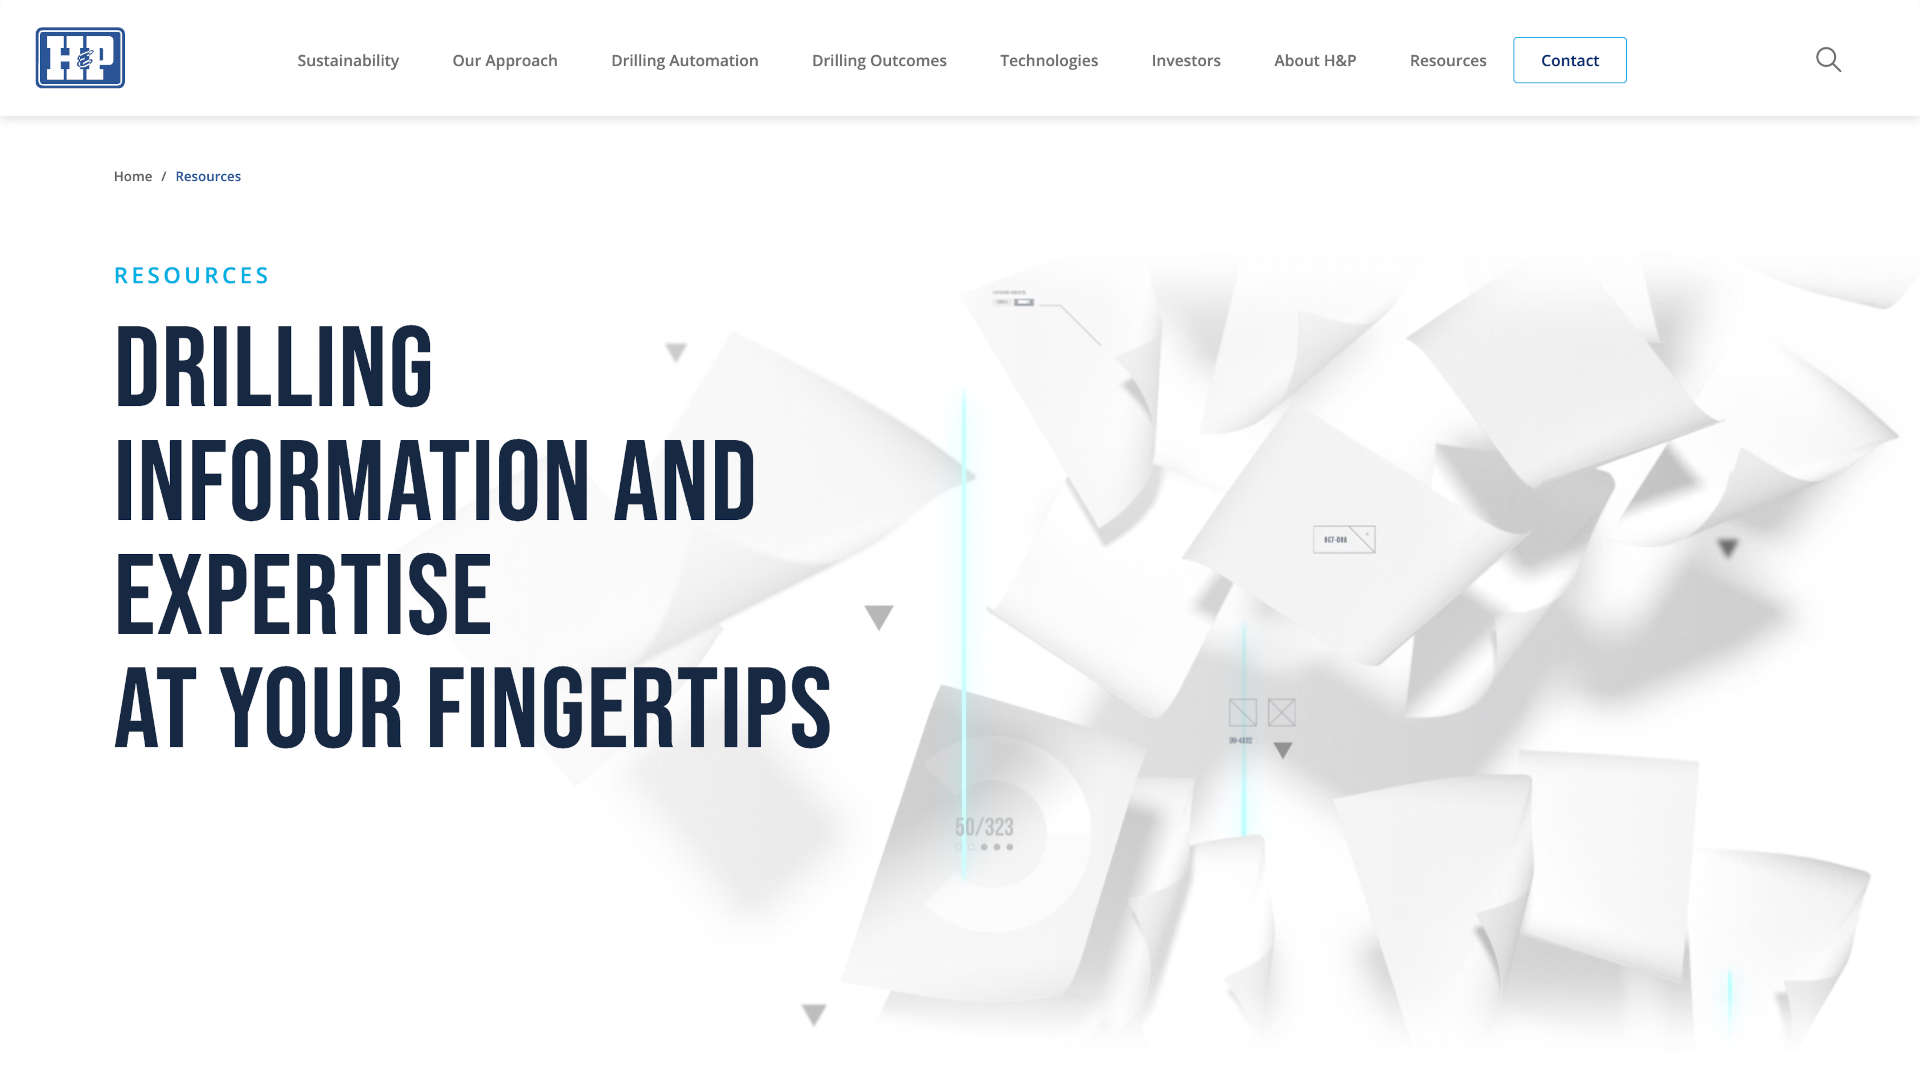 H&P
Sustainability
Our Approach
Drilling Automation
Drilling Outcomes
Technologies
Investors
About H&P
Resources
Contact
Home / Resources
RESOURCES
DRILLING
INFORMATION AND
EXPERTISE
AT YOUR FINGERTIPS
50/323